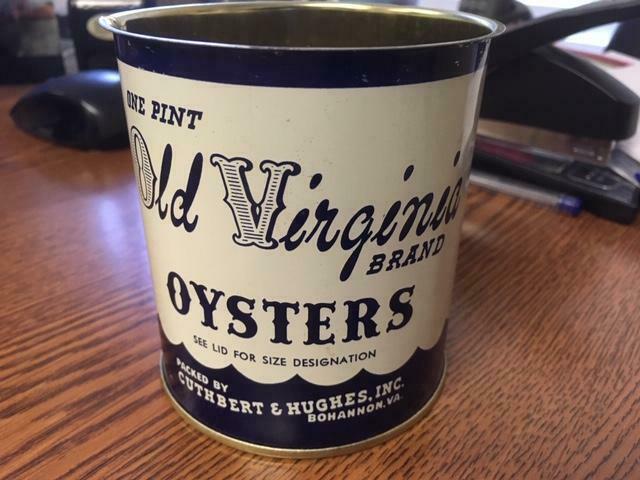 ONE PINT
Old Virginia
BRAND
OYSTERS
SEE LID FOR SIZE DESIGNATION
PACKED BY
CUTHBERT & HUGHES, INC.
BOHANNON, VA.